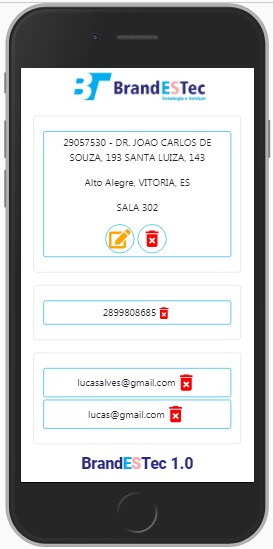 BrandESTec
Tecnologia e Serviços
29057530 - DR. JOAO CARLOS DE
SOUZA, 193 SANTA LUIZA, 143
Alto Alegre, VITORIA, ES
SALA 302
2899808685
lucasalves@gmail.com
lucas@gmail.com
BrandESTec 1.0